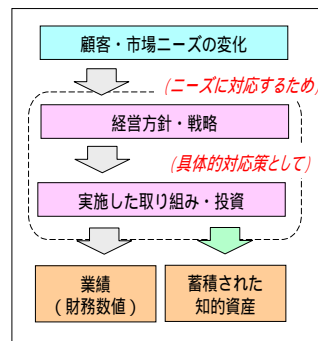 顧客・市場ニーズの変化
(ニーズに対応するため)
経営方針・戦略
(具体的対応策として)
実施した取り組み・投資
業績
(財務数値)
蓄積された
知的資産